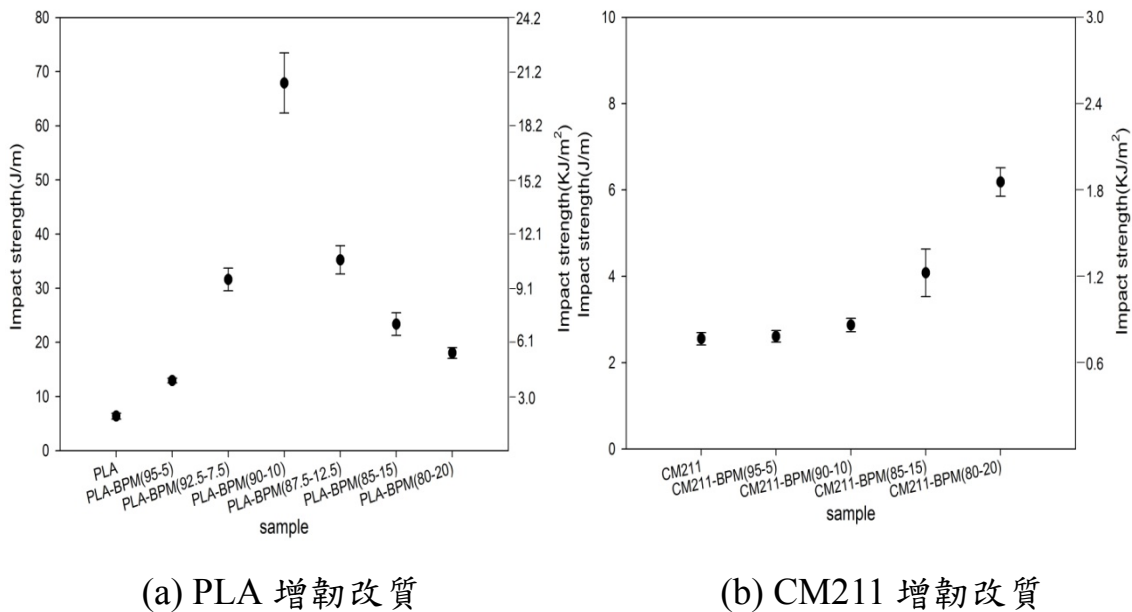 80
70
60
50
40
30
20
10
0
Impact strength(J/m)
24.2
21.2
18.2
15.2
12.1
9.1
6.1
3.0
Impact strength(KJ/m²)
PLA
PLA-BPM(95-5)
PLA-BPM(92.5-7.5)
PLA-BPM(90-10)
PLA-BPM(87.5-12.5)
PLA-BPM(85-15)
PLA-BPM(80-20)
sample
(a) PLA 增韌改質
10
8
6
4
2
0
Impact strength(J/m)
3.0
2.4
1.8
1.2
0.6
Impact strength(KJ/m²)
CM211
CM211-BPM(95-5)
CM211-BPM(90-10)
CM211-BPM(85-15)
CM211-BPM(80-20)
sample
(b) CM211 增韌改質